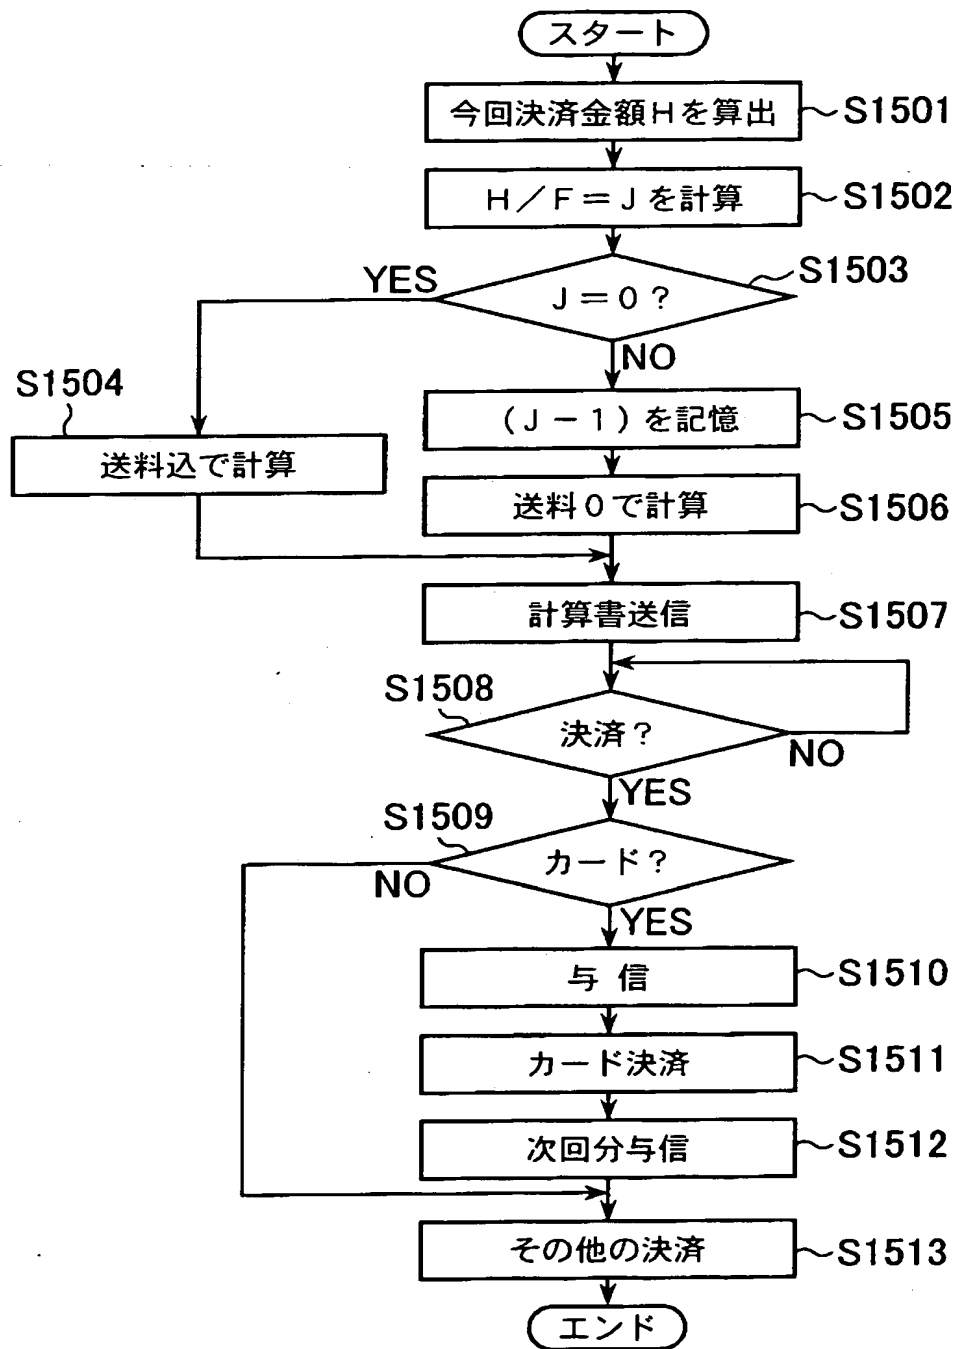 スタート
今回決済金額Hを算出
S1501
H/F=Jを計算
S1502
J=0?
S1503
YES
NO
S1504
送料込で計算
(J-1)を記憶
S1505
送料0で計算
S1506
計算書送信
S1507
S1508
決済?
NO
YES
S1509
カード?
NO
YES
与信
S1510
カード決済
S1511
次回分与信
S1512
その他の決済
S1513
エンド